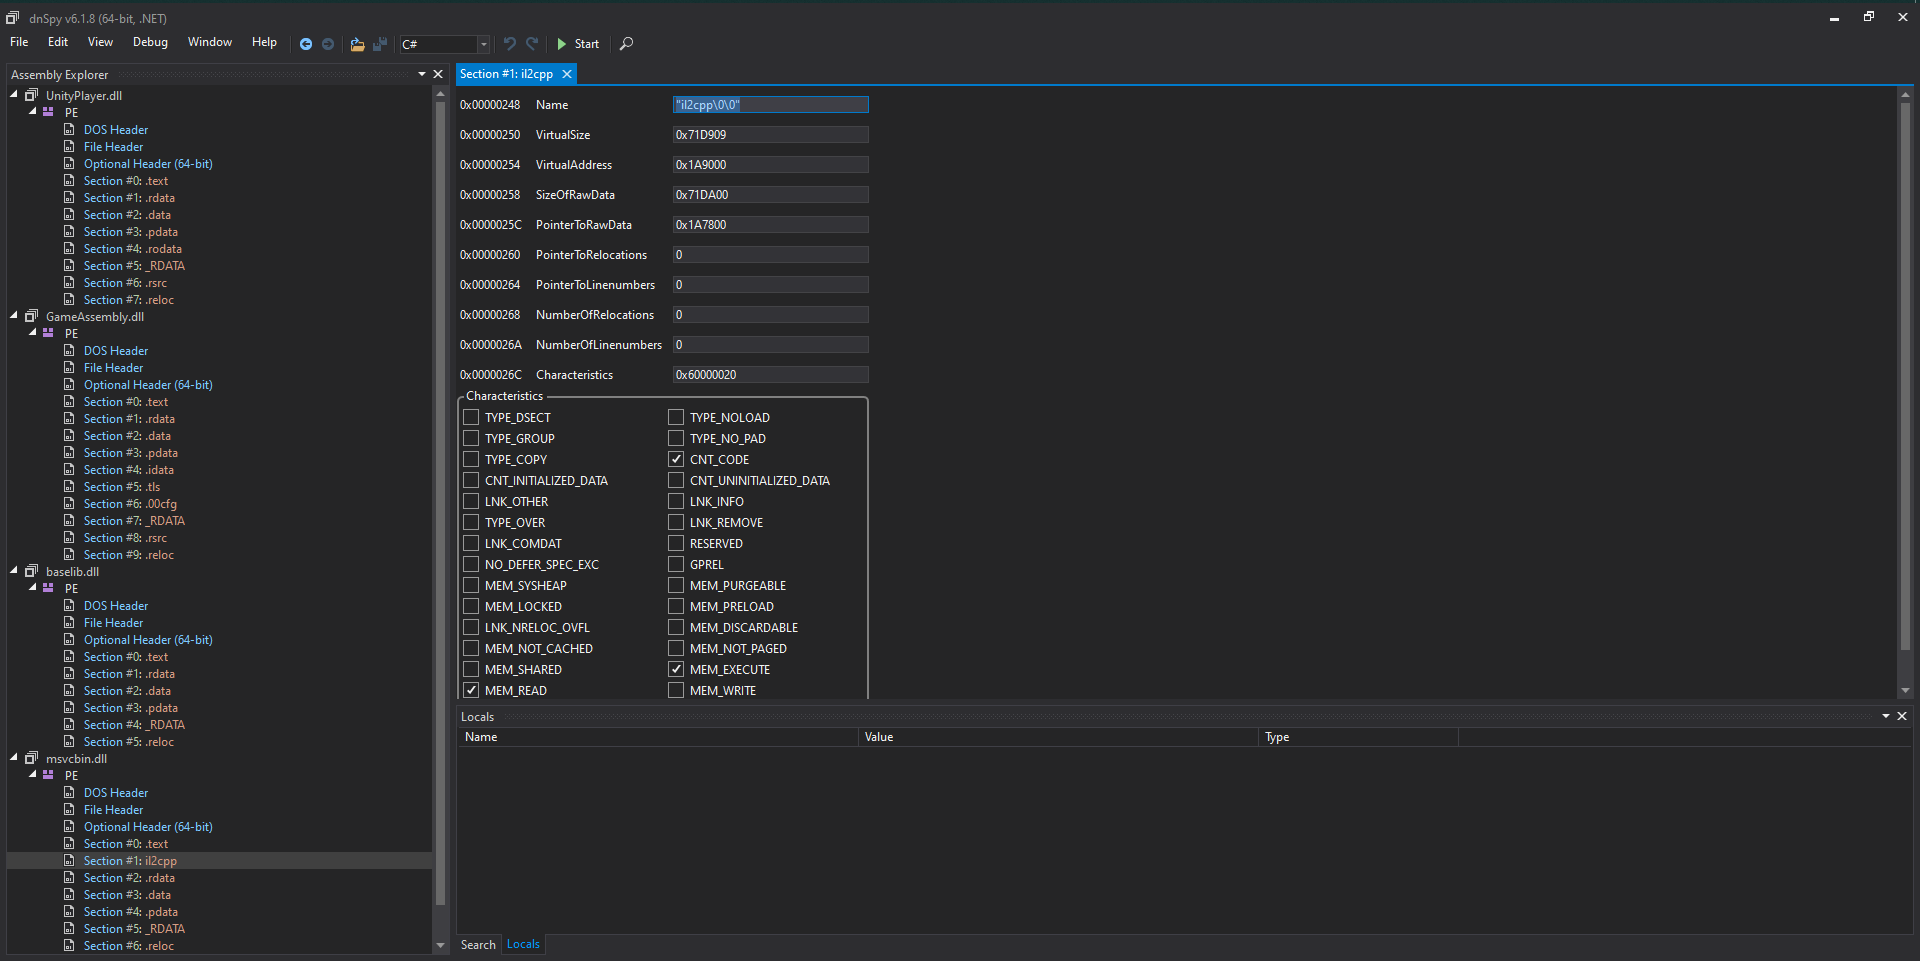 dnSpy v6.1.8 (64-bit, .NET)
File Edit View Debug Window Help C# Start
Assembly Explorer
UnityPlayer.dll
PE
DOS Header
File Header
Optional Header (64-bit)
Section #0: .text
Section #1: .rdata
Section #2: .data
Section #3: .pdata
Section #4: .rodata
Section #5: _RDATA
Section #6: .rsrc
Section #7: .reloc
GameAssembly.dll
PE
DOS Header
File Header
Optional Header (64-bit)
Section #0: .text
Section #1: .rdata
Section #2: .data
Section #3: .pdata
Section #4: .idata
Section #5: .tls
Section #6: .00cfg
Section #7: _RDATA
Section #8: .rsrc
Section #9: .reloc
baselib.dll
PE
DOS Header
File Header
Optional Header (64-bit)
Section #0: .text
Section #1: .rdata
Section #2: .data
Section #3: .pdata
Section #4: _RDATA
Section #5: .reloc
msvcbin.dll
PE
DOS Header
File Header
Optional Header (64-bit)
Section #0: .text
Section #1: il2cpp
Section #2: .rdata
Section #3: .data
Section #4: .pdata
Section #5: _RDATA
Section #6: .reloc
Section #1: il2cpp
0x00000248 Name "il2cpp\0\0"
0x00000250 VirtualSize 0x71D909
0x00000254 VirtualAddress 0x1A9000
0x00000258 SizeOfRawData 0x71DA00
0x0000025C PointerToRawData 0x1A7800
0x00000260 PointerToRelocations 0
0x00000264 PointerToLinenumbers 0
0x00000268 NumberOfRelocations 0
0x0000026A NumberOfLinenumbers 0
0x0000026C Characteristics 0x60000020
Characteristics
TYPE_DSECT TYPE_NOLOAD
TYPE_GROUP TYPE_NO_PAD
TYPE_COPY CNT_CODE
CNT_INITIALIZED_DATA CNT_UNINITIALIZED_DATA
LNK_OTHER LNK_INFO
TYPE_OVER LNK_REMOVE
LNK_COMDAT RESERVED
NO_DEFER_SPEC_EXC GPREL
MEM_SYSHEAP MEM_PURGEABLE
MEM_LOCKED MEM_PRELOAD
LNK_NRELOC_OVFL MEM_DISCARDABLE
MEM_NOT_CACHED MEM_NOT_PAGED
MEM_SHARED MEM_EXECUTE
MEM_READ MEM_WRITE
Locals
Name Value Type
Search Locals